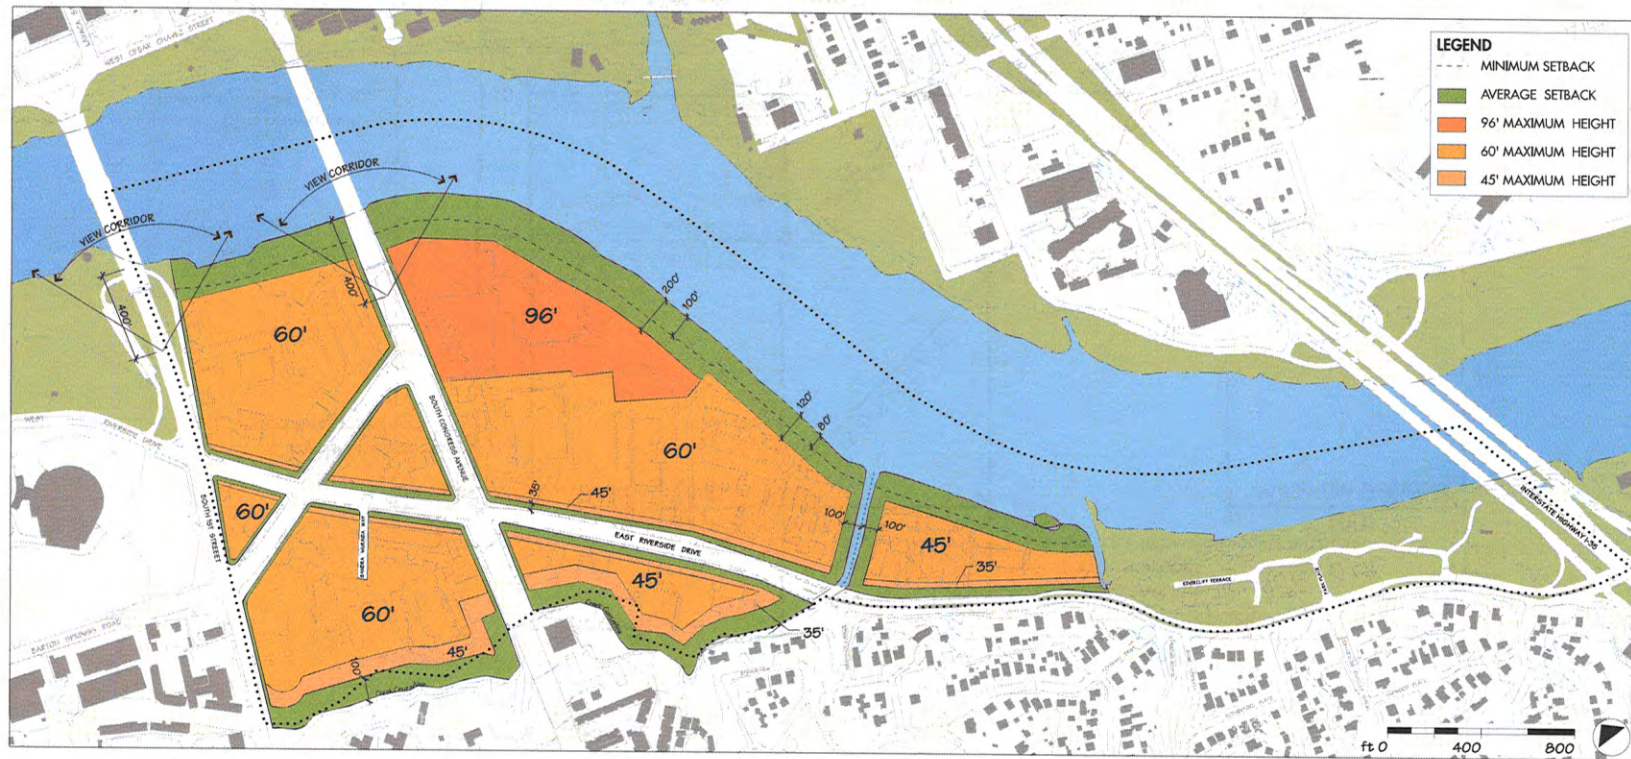 LEGEND
MINIMUM SETBACK
AVERAGE SETBACK
96' MAXIMUM HEIGHT
60' MAXIMUM HEIGHT
45' MAXIMUM HEIGHT
WEST CESAR CHAVEZ STREET
VIEW CORRIDOR
VIEW CORRIDOR
400'
400'
60'
96'
200'
100'
120'
80'
60'
SOUTH CONGRESS AVENUE
WEST RIVERSIDE DRIVE
SOUTH 1ST STREEET
60'
35'
45'
EAST RIVERSIDE DRIVE
100'
100'
45'
35'
45'
35'
60'
45'
100'
BARTON SPRINGS ROAD
EDGECLIFF TERRACE
INTERSTATE HIGHWAY I-35
ft 0 400 800